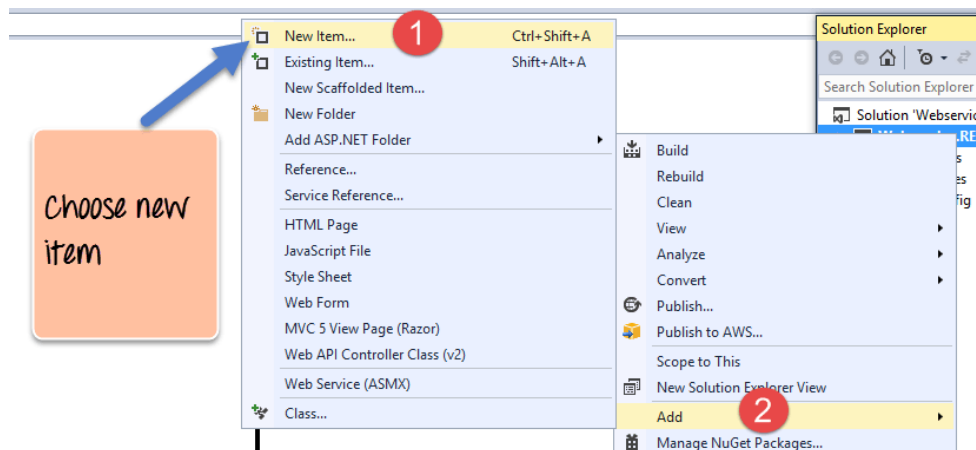 New Item... Ctrl+Shift+A
1
Existing Item... Shift+Alt+A
New Scaffolded Item...
New Folder
Add ASP.NET Folder
Reference...
Service Reference...
HTML Page
JavaScript File
Style Sheet
Web Form
MVC 5 View Page (Razor)
Web API Controller Class (v2)
Web Service (ASMX)
Class...
Choose new
item
Solution Explorer
Search Solution Explorer
Solution 'Webservic
.RE
s
es
fig
Build
Rebuild
Clean
View
Analyze
Convert
Publish...
Publish to AWS...
Scope to This
New Solution Explorer View
Add
2
Manage NuGet Packages...